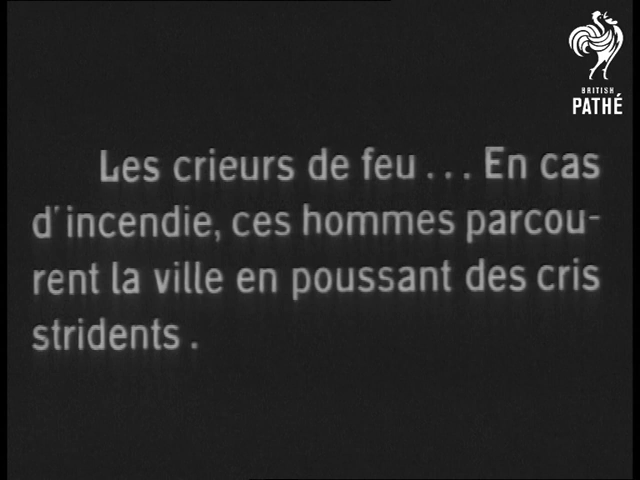 BRITISH
PATHÉ
Les crieurs de feu... En cas
d'incendie, ces hommes parcou-
rent la ville en poussant des cris
stridents.